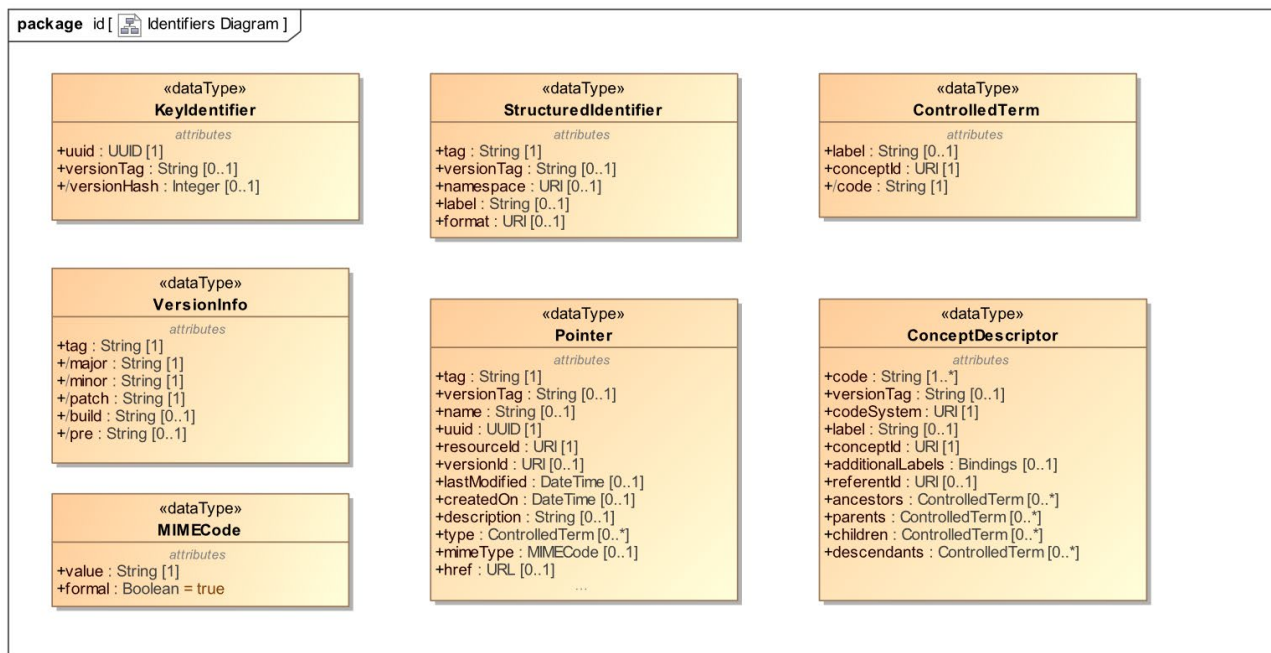 package id [ Identifiers Diagram ]
«dataType»
KeyIdentifier
attributes
+uuid : UUID [1]
+versionTag : String [0..1]
+/versionHash : Integer [0..1]
«dataType»
StructuredIdentifier
attributes
+tag : String [1]
+versionTag : String [0..1]
+namespace : URI [0..1]
+label : String [0..1]
+format : URI [0..1]
«dataType»
ControlledTerm
attributes
+label : String [0..1]
+conceptId : URI [1]
+/code : String [1]
«dataType»
VersionInfo
attributes
+tag : String [1]
+/major : String [1]
+/minor : String [1]
+/patch : String [1]
+/build : String [0..1]
+/pre : String [0..1]
«dataType»
Pointer
attributes
+tag : String [1]
+versionTag : String [0..1]
+name : String [0..1]
+uuid : UUID [1]
+resourceId : URI [1]
+versionId : URI [0..1]
+lastModified : DateTime [0..1]
+createdOn : DateTime [0..1]
+description : String [0..1]
+type : ControlledTerm [0..*]
+mimeType : MIMECode [0..1]
+href : URL [0..1]
...
«dataType»
ConceptDescriptor
attributes
+code : String [1..*]
+versionTag : String [0..1]
+codeSystem : URI [1]
+label : String [0..1]
+conceptId : URI [1]
+additionalLabels : Bindings [0..1]
+referentId : URI [0..1]
+ancestors : ControlledTerm [0..*]
+parents : ControlledTerm [0..*]
+children : ControlledTerm [0..*]
+descendants : ControlledTerm [0..*]
«dataType»
MIMECode
attributes
+value : String [1]
+formal : Boolean = true